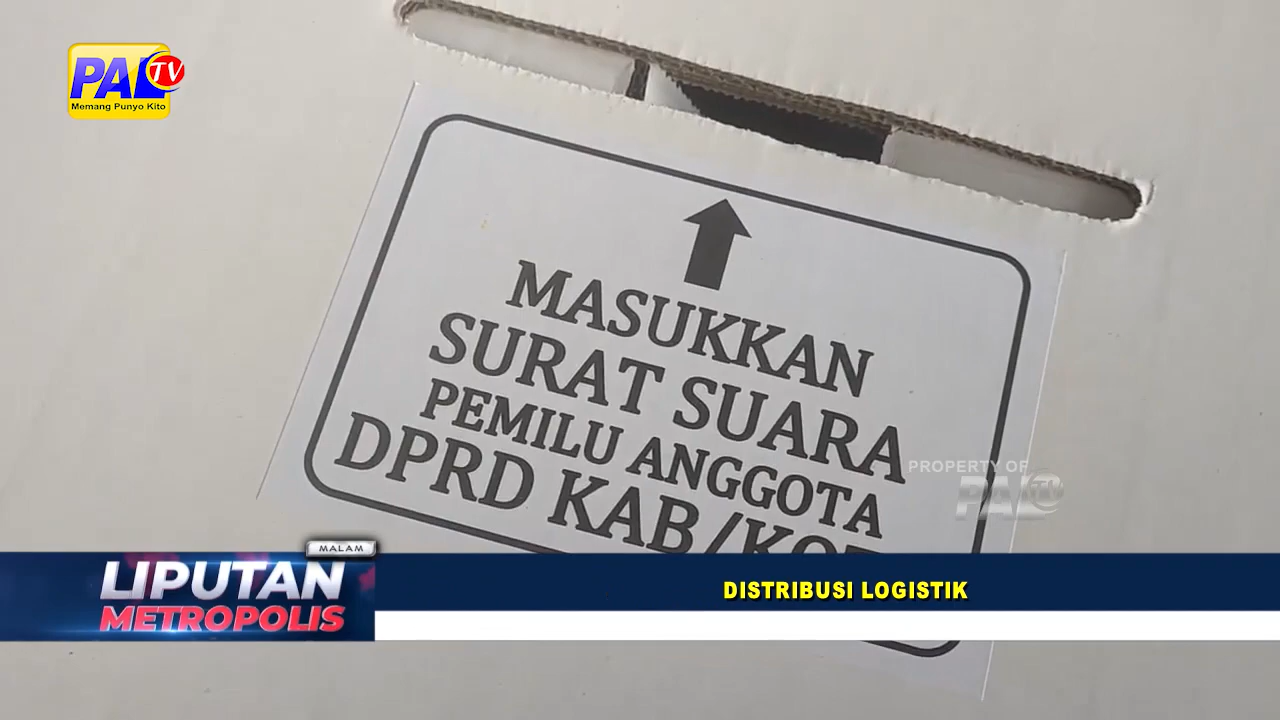 PAL TV
Memang Punyo Kito
MASUKKAN
SURAT SUARA
PEMILU ANGGOTA
DPRD KAB/KO
PROPERTY OF
PAL TV
MALAM
LIPUTAN
METROPOLIS
DISTRIBUSI LOGISTIK